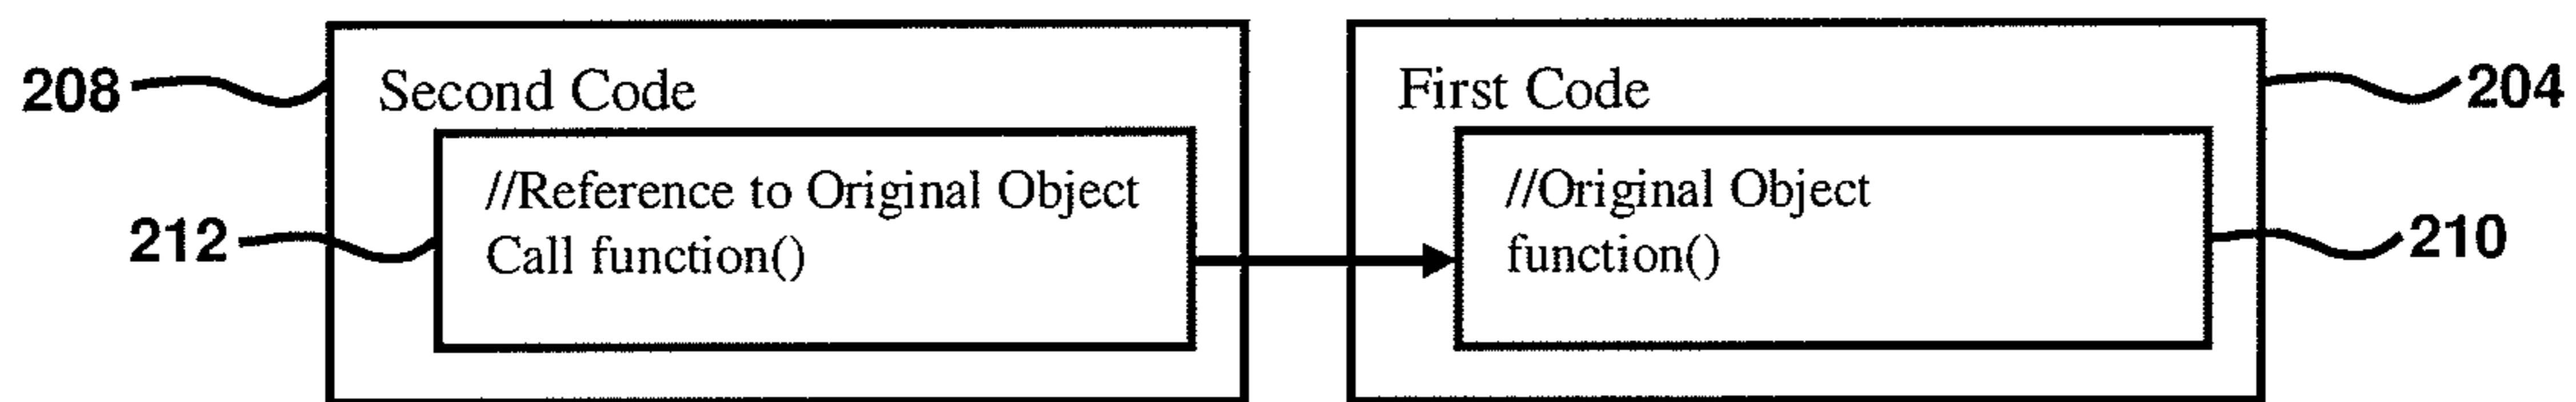 208
Second Code
//Reference to Original Object
Call function()
212
First Code
//Original Object
function()
204
210